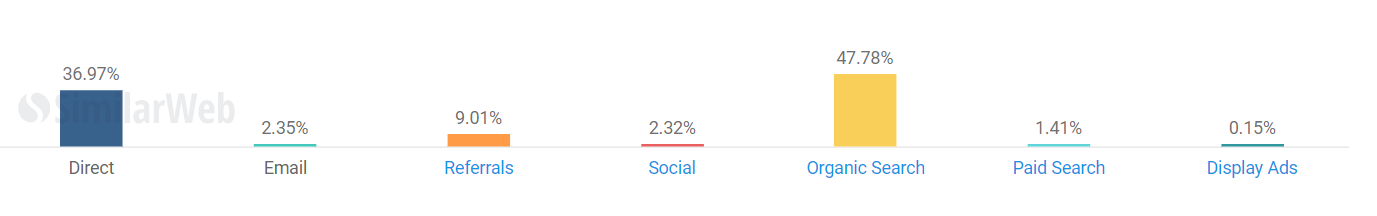 47.78%
36.97%
9.01%
2.35%
2.32%
1.41%
0.15%
SimilarWeb
Direct
Email
Referrals
Social
Organic Search
Paid Search
Display Ads